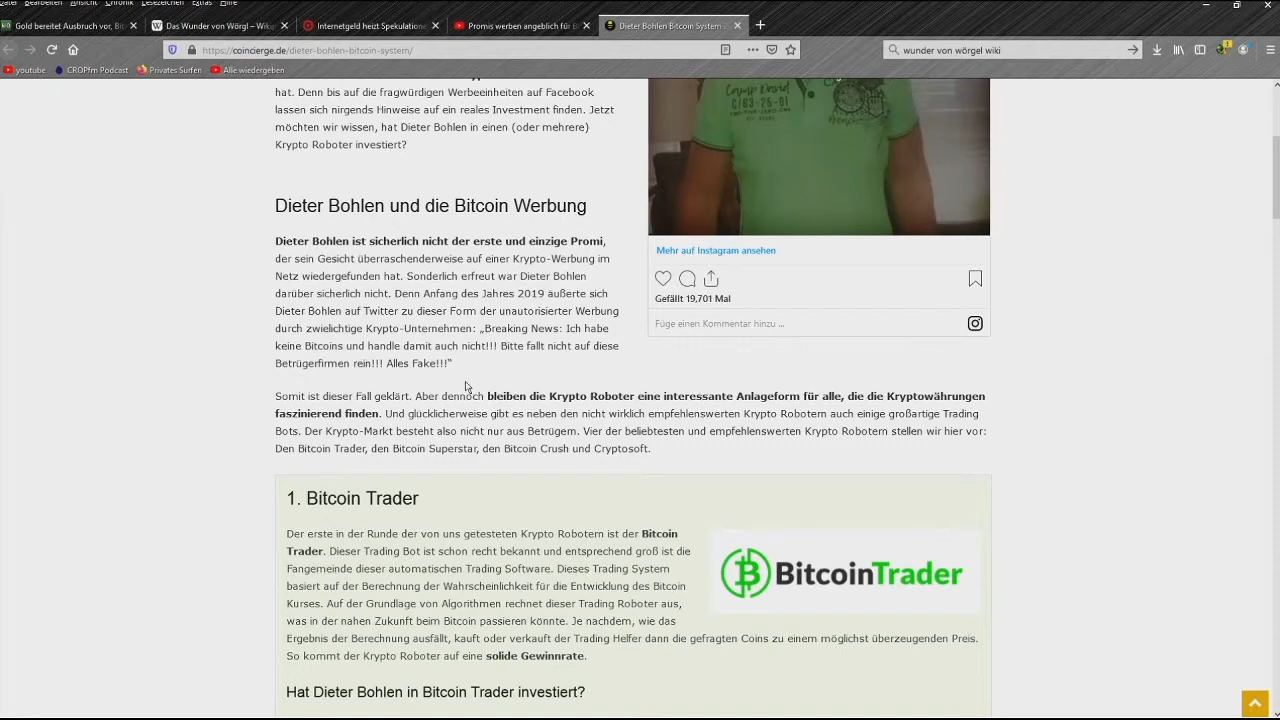 Bearbeiten Ansicht Chronik Lesezeichen Extras Hilfe
Gold bereitet Ausbruch vor, Bi
Das Wunder von Wörgl – Wikip
Internetgeld heizt Spekulatione
Promis werben angeblich für B
Dieter Bohlen Bitcoin System
https://coincierge.de/dieter-bohlen-bitcoin-system/
wunder von wörgel wiki
youtube
CROPfm Podcast
Privates Surfen
Alle wiedergeben
hat. Denn bis auf die fragwürdigen Werbeeinheiten auf Facebook
lassen sich nirgends Hinweise auf ein reales Investment finden. Jetzt
möchten wir wissen, hat Dieter Bohlen in einen (oder mehrere)
Krypto Roboter investiert?
CAMP DAVID
C/63-25-01
Dieter Bohlen und die Bitcoin Werbung
Dieter Bohlen ist sicherlich nicht der erste und einzige Promi,
der sein Gesicht überraschenderweise auf einer Krypto-Werbung im
Netz wiedergefunden hat. Sonderlich erfreut war Dieter Bohlen
darüber sicherlich nicht. Denn Anfang des Jahres 2019 äußerte sich
Dieter Bohlen auf Twitter zu dieser Form der unautorisierter Werbung
durch zwielichtige Krypto-Unternehmen: „Breaking News: Ich habe
keine Bitcoins und handle damit auch nicht!!! Bitte fallt nicht auf diese
Betrügerfirmen rein!!! Alles Fake!!!“
Mehr auf Instagram ansehen
Gefällt 19,701 Mal
Füge einen Kommentar hinzu ...
Somit ist dieser Fall geklärt. Aber dennoch bleiben die Krypto Roboter eine interessante Anlageform für alle, die die Kryptowährungen
faszinierend finden. Und glücklicherweise gibt es neben den nicht wirklich empfehlenswerten Krypto Robotern auch einige großartige Trading
Bots. Der Krypto-Markt besteht also nicht nur aus Betrügern. Vier der beliebtesten und empfehlenswerten Krypto Robotern stellen wir hier vor:
Den Bitcoin Trader, den Bitcoin Superstar, den Bitcoin Crush und Cryptosoft.
1. Bitcoin Trader
Der erste in der Runde der von uns getesteten Krypto Robotern ist der Bitcoin
Trader. Dieser Trading Bot ist schon recht bekannt und entsprechend groß ist die
Fangemeinde dieser automatischen Trading Software. Dieses Trading System
basiert auf der Berechnung der Wahrscheinlichkeit für die Entwicklung des Bitcoin
Kurses. Auf der Grundlage von Algorithmen rechnet dieser Trading Roboter aus,
was in der nahen Zukunft beim Bitcoin passieren könnte. Je nachdem, wie das
Ergebnis der Berechnung ausfällt, kauft oder verkauft der Trading Helfer dann die gefragten Coins zu einem möglichst überzeugenden Preis.
So kommt der Krypto Roboter auf eine solide Gewinnrate.
BitcoinTrader
Hat Dieter Bohlen in Bitcoin Trader investiert?